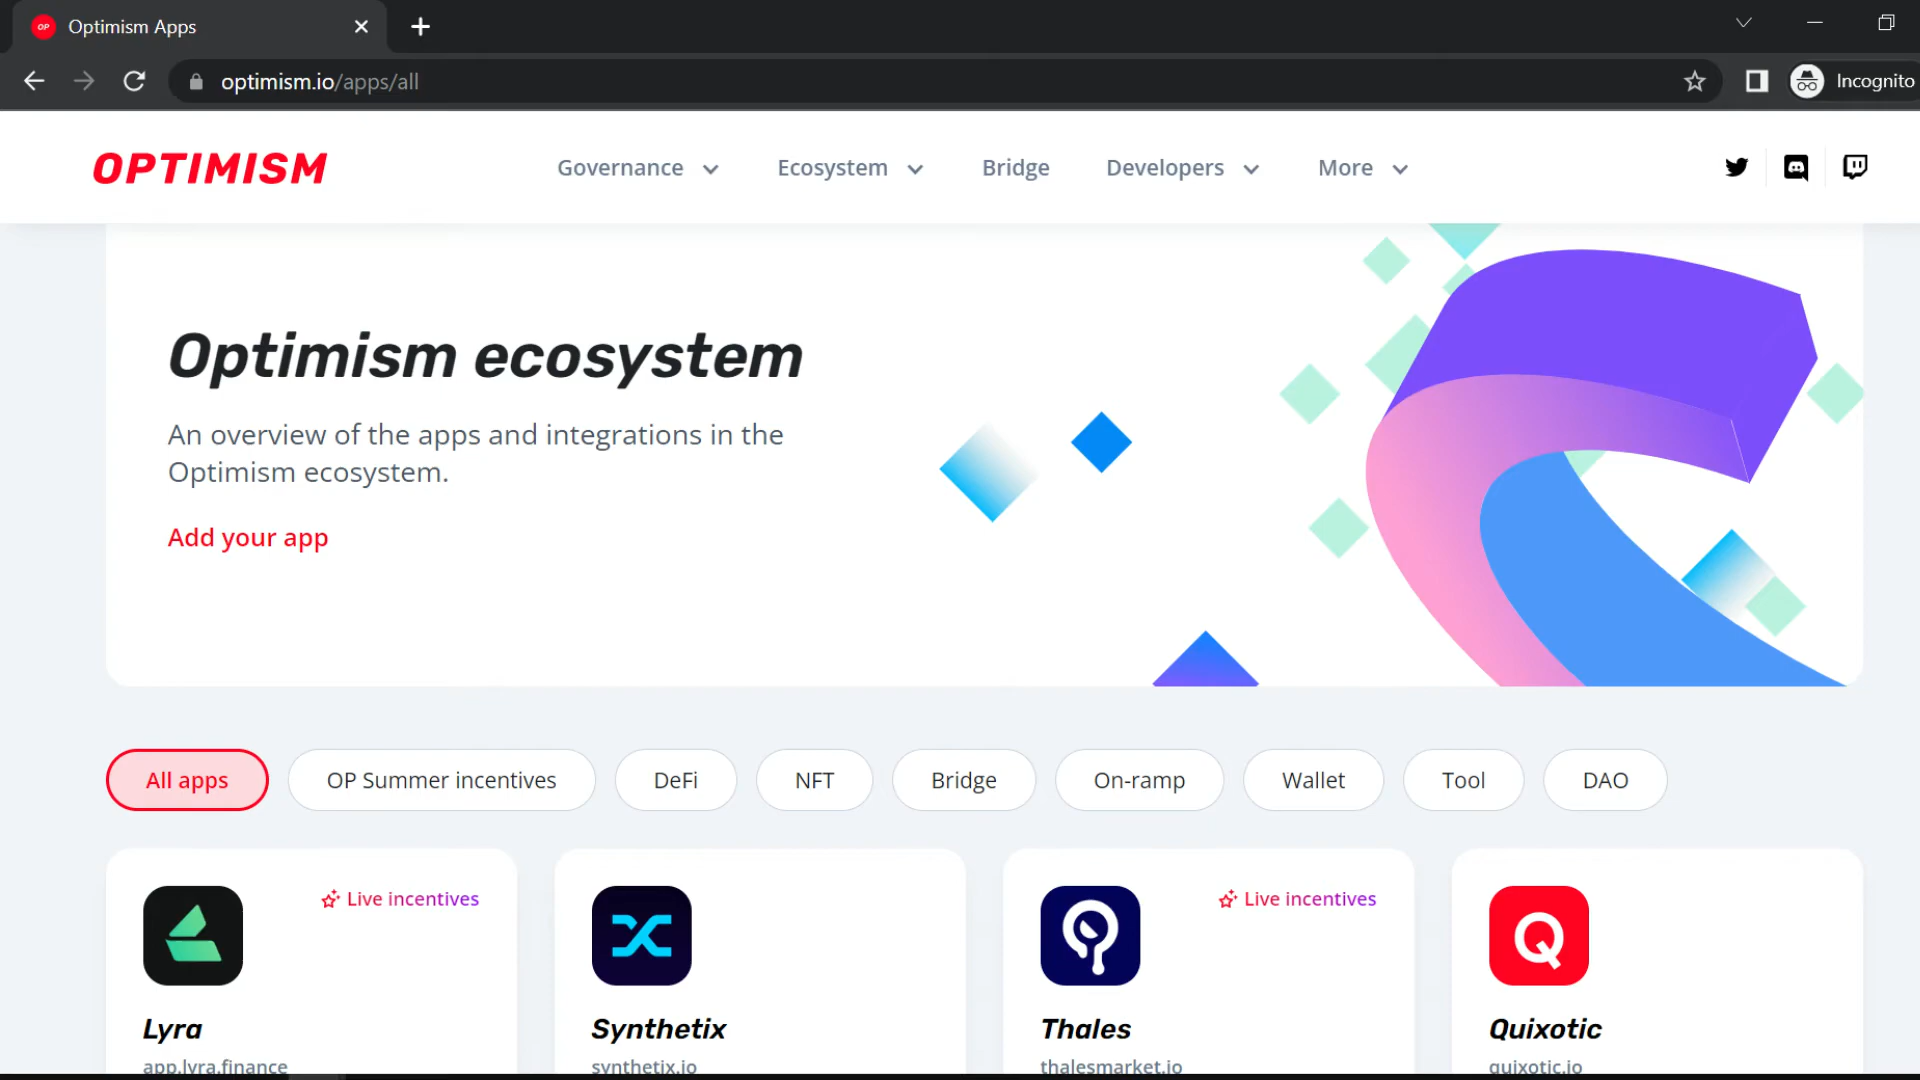 OP Optimism Apps
optimism.io/apps/all
Incognito
OPTIMISM
Governance Ecosystem Bridge Developers More
Optimism ecosystem
An overview of the apps and integrations in the
Optimism ecosystem.
Add your app
All apps OP Summer incentives DeFi NFT Bridge On-ramp Wallet Tool DAO
Live incentives
Live incentives
Q
Lyra
app.lyra.finance
Synthetix
synthetix.io
Thales
thalesmarket.io
Quixotic
quixotic.io